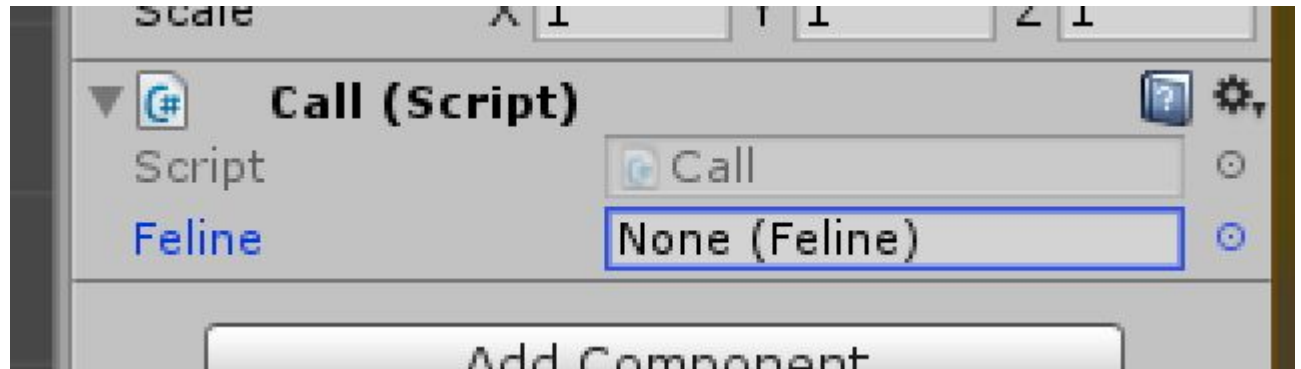 Scale X 1 Y 1 Z 1
Call (Script)
Script Call
Feline None (Feline)
Add Component